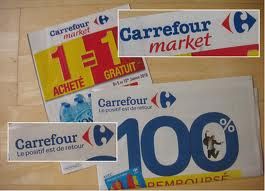 Carrefour
market
Carrefour
market
1=1
ACHETÉ
GRATUIT
Carrefour
Le positif est de retour
Carrefour
Le positif est de retour
100%
REMBOURSÉ